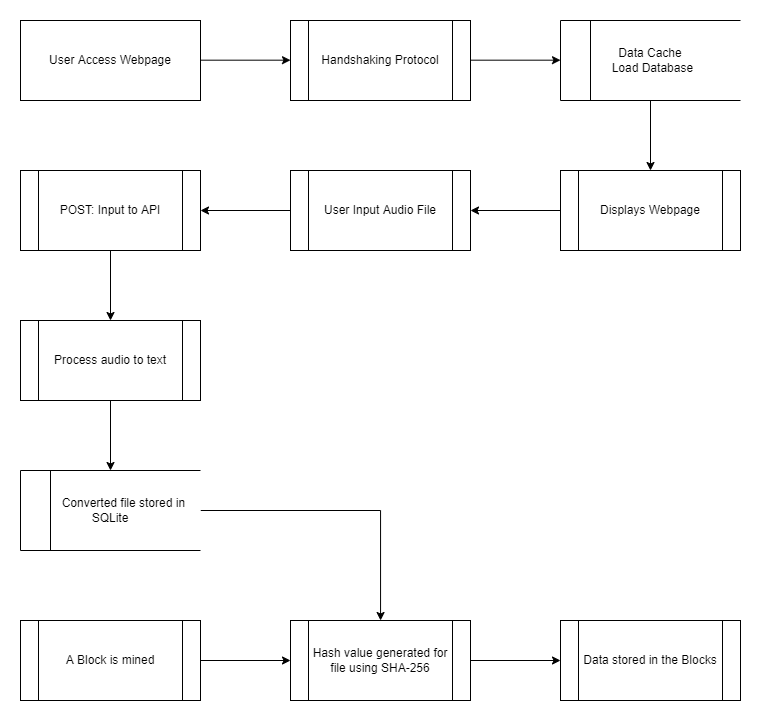 User Access Webpage
Handshaking Protocol
Data Cache
Load Database
Displays Webpage
User Input Audio File
POST: Input to API
Process audio to text
Converted file stored in
SQLite
A Block is mined
Hash value generated for
file using SHA-256
Data stored in the Blocks